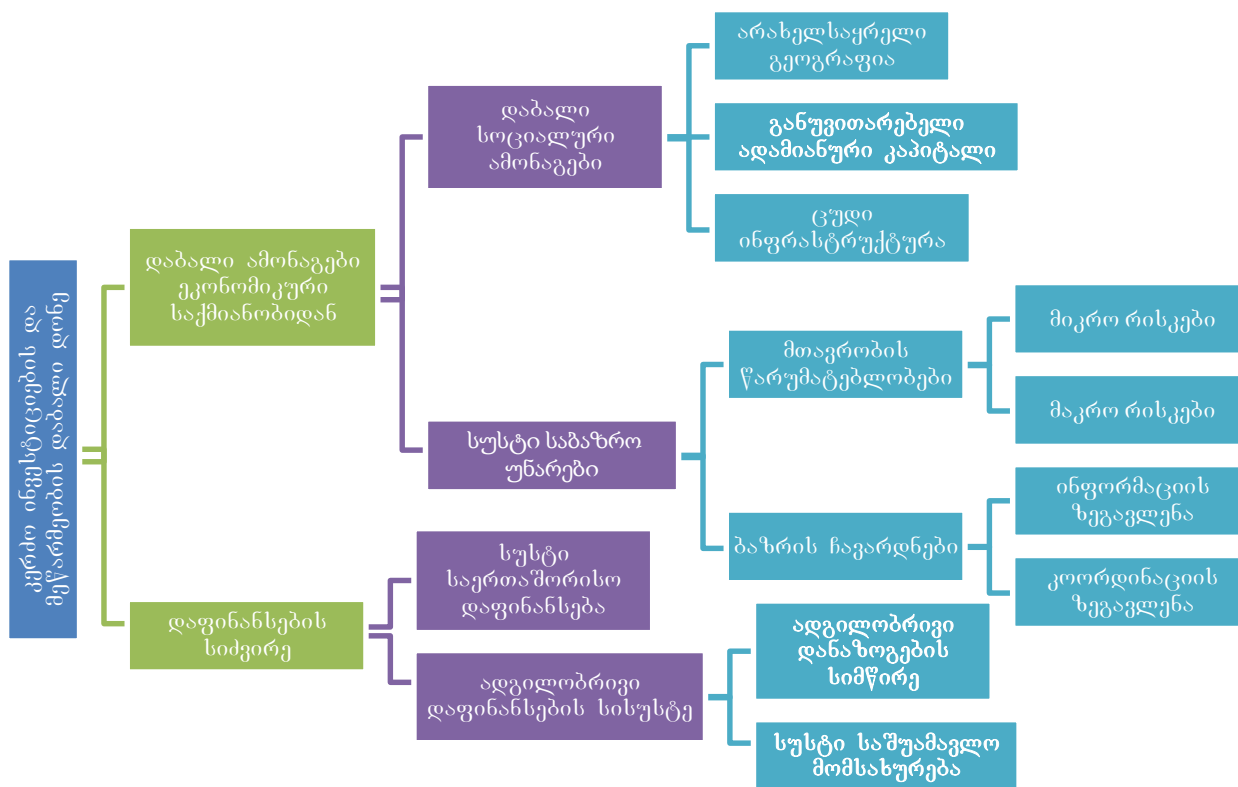 კერძო ინვესტიციების და
მეწარმეობის დაბალი დონე
დაბალი ამონაგები
ეკონომიკური
საქმიანობიდან
დაბალი
სოციალური
ამონაგები
არახელსაყრელი
გეოგრაფია
განუვითარებელი
ადამიანური კაპიტალი
ცუდი
ინფრასტრუქტურა
სუსტი საბაზრო
უნარები
მთავრობის
წარუმატებლობები
მიკრო რისკები
მაკრო რისკები
ბაზრის ჩავარდნები
ინფორმაციის
ზეგავლენა
კოორდინაციის
ზეგავლენა
დაფინანსების
სიძვირე
სუსტი
საერთაშორისო
დაფინანსება
ადგილობრივი
დაფინანსების სისუსტე
ადგილობრივი
დანაზოგების
სიმწირე
სუსტი საშუამავლო
მომსახურება